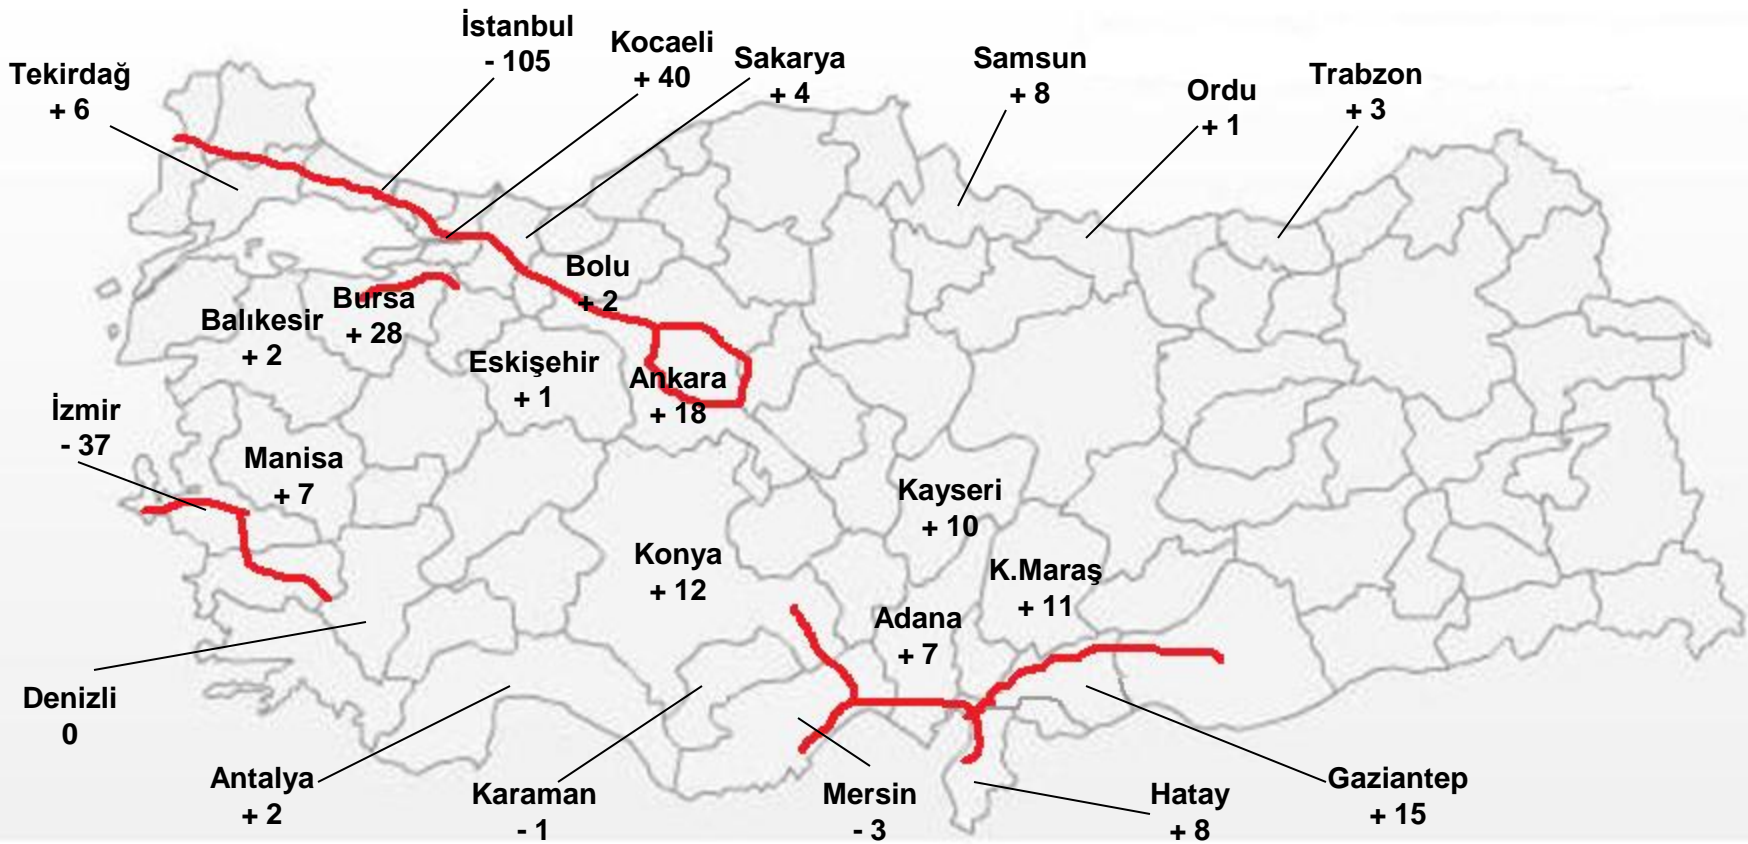 İstanbul
- 105
Kocaeli
+ 40
Sakarya
+ 4
Samsun
+ 8
Ordu
+ 1
Trabzon
+ 3
Tekirdağ
+ 6
Bolu
+ 2
Bursa
+ 28
Balıkesir
+ 2
Eskişehir
+ 1
Ankara
+ 18
İzmir
- 37
Manisa
+ 7
Kayseri
+ 10
Konya
+ 12
K.Maraş
+ 11
Adana
+ 7
Denizli
0
Antalya
+ 2
Karaman
- 1
Mersin
- 3
Hatay
+ 8
Gaziantep
+ 15